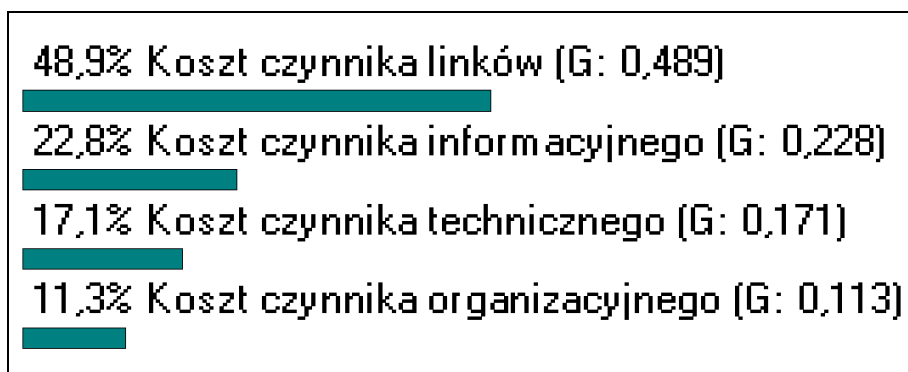 48,9% Koszt czynnika linków (G: 0,489)
22,8% Koszt czynnika informacyjnego (G: 0,228)
17,1% Koszt czynnika technicznego (G: 0,171)
11,3% Koszt czynnika organizacyjnego (G: 0,113)